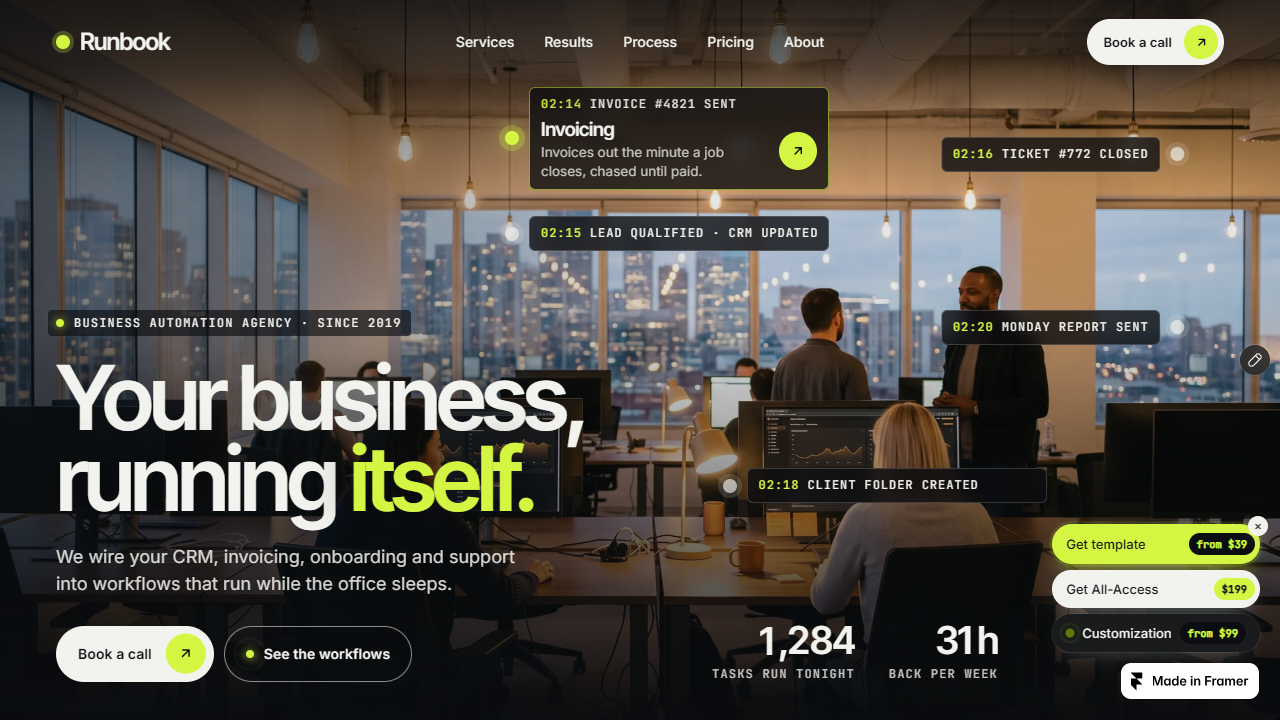 Runbook
Services
Results
Process
Pricing
About
Book a call
02:14 INVOICE #4821 SENT
Invoicing
Invoices out the minute a job
closes, chased until paid.
02:16 TICKET #772 CLOSED
02:15 LEAD QUALIFIED · CRM UPDATED
BUSINESS AUTOMATION AGENCY · SINCE 2019
02:20 MONDAY REPORT SENT
Your business,
running itself.
02:18 CLIENT FOLDER CREATED
We wire your CRM, invoicing, onboarding and support
into workflows that run while the office sleeps.
Get template from $39
Get All-Access $199
Customization from $99
Book a call
See the workflows
1,284
TASKS RUN TONIGHT
31h
BACK PER WEEK
Made in Framer